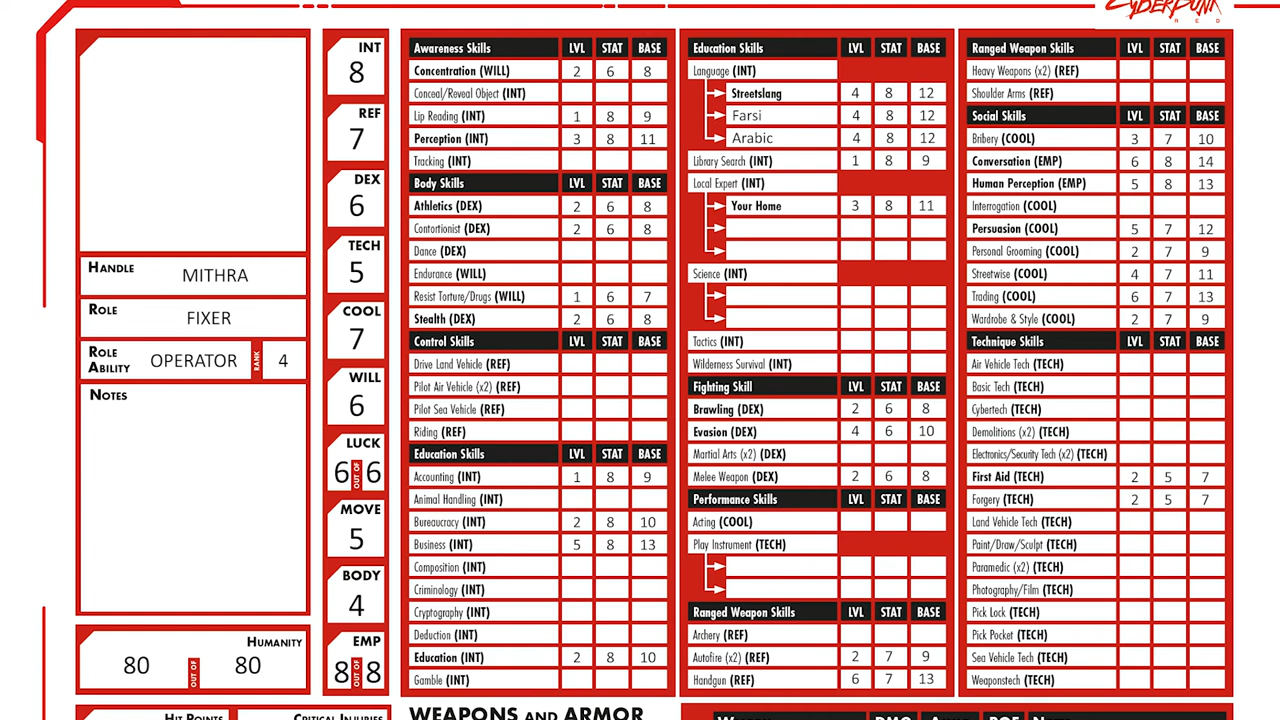 CYBERPUNK
RED
HANDLE MITHRA
ROLE FIXER
ROLE ABILITY OPERATOR RANK 4
NOTES
80 OUT OF 80 HUMANITY
HIT POINTS CRITICAL INJURIES
INT 8
REF 7
DEX 6
TECH 5
COOL 7
WILL 6
LUCK 6 OUT OF 6
MOVE 5
BODY 4
EMP 8 OUT OF 8
Awareness Skills LVL STAT BASE
Concentration (WILL) 2 6 8
Conceal/Reveal Object (INT)
Lip Reading (INT) 1 8 9
Perception (INT) 3 8 11
Tracking (INT)
Body Skills LVL STAT BASE
Athletics (DEX) 2 6 8
Contortionist (DEX) 2 6 8
Dance (DEX)
Endurance (WILL)
Resist Torture/Drugs (WILL) 1 6 7
Stealth (DEX) 2 6 8
Control Skills LVL STAT BASE
Drive Land Vehicle (REF)
Pilot Air Vehicle (x2) (REF)
Pilot Sea Vehicle (REF)
Riding (REF)
Education Skills LVL STAT BASE
Accounting (INT) 1 8 9
Animal Handling (INT)
Bureaucracy (INT) 2 8 10
Business (INT) 5 8 13
Composition (INT)
Criminology (INT)
Cryptography (INT)
Deduction (INT)
Education (INT) 2 8 10
Gamble (INT)
Education Skills LVL STAT BASE
Language (INT)
Streetslang 4 8 12
Farsi 4 8 12
Arabic 4 8 12
Library Search (INT) 1 8 9
Local Expert (INT)
Your Home 3 8 11
Science (INT)
Tactics (INT)
Wilderness Survival (INT)
Fighting Skill LVL STAT BASE
Brawling (DEX) 2 6 8
Evasion (DEX) 4 6 10
Martial Arts (x2) (DEX)
Melee Weapon (DEX) 2 6 8
Performance Skills LVL STAT BASE
Acting (COOL)
Play Instrument (TECH)
Ranged Weapon Skills LVL STAT BASE
Archery (REF)
Autofire (x2) (REF) 2 7 9
Handgun (REF) 6 7 13
Ranged Weapon Skills LVL STAT BASE
Heavy Weapons (x2) (REF)
Shoulder Arms (REF)
Social Skills LVL STAT BASE
Bribery (COOL) 3 7 10
Conversation (EMP) 6 8 14
Human Perception (EMP) 5 8 13
Interrogation (COOL)
Persuasion (COOL) 5 7 12
Personal Grooming (COOL) 2 7 9
Streetwise (COOL) 4 7 11
Trading (COOL) 6 7 13
Wardrobe & Style (COOL) 2 7 9
Technique Skills LVL STAT BASE
Air Vehicle Tech (TECH)
Basic Tech (TECH)
Cybertech (TECH)
Demolitions (x2) (TECH)
Electronics/Security Tech (x2) (TECH)
First Aid (TECH) 2 5 7
Forgery (TECH) 2 5 7
Land Vehicle Tech (TECH)
Paint/Draw/Sculpt (TECH)
Paramedic (x2) (TECH)
Photography/Film (TECH)
Pick Lock (TECH)
Pick Pocket (TECH)
Sea Vehicle Tech (TECH)
Weaponstech (TECH)
WEAPONS AND ARMOR
Weapon DMG Ammo ROF Notes